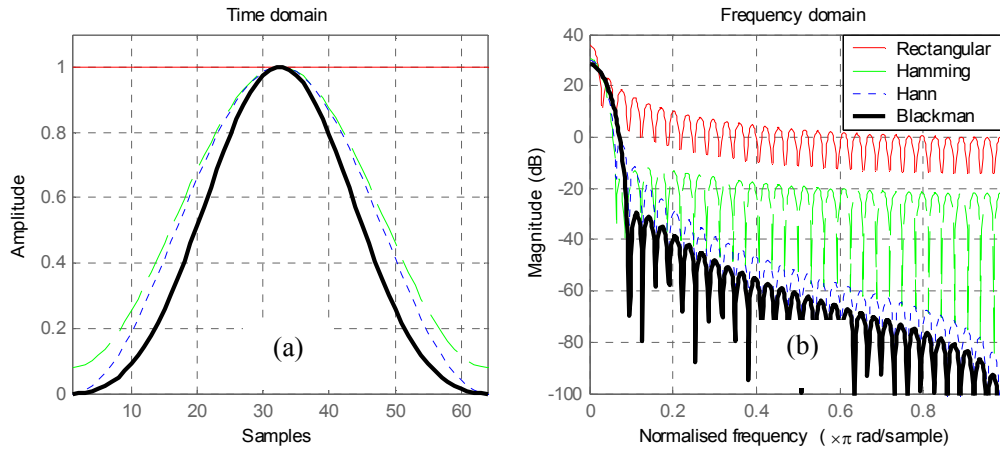 Time domain
Amplitude
1
0.8
0.6
0.4
0.2
0
10
20
30
40
50
60
Samples
(a)
Frequency domain
Magnitude (dB)
40
20
0
-20
-40
-60
-80
-100
0
0.2
0.4
0.6
0.8
Normalised frequency ( ×π rad/sample)
(b)
Rectangular
Hamming
Hann
Blackman